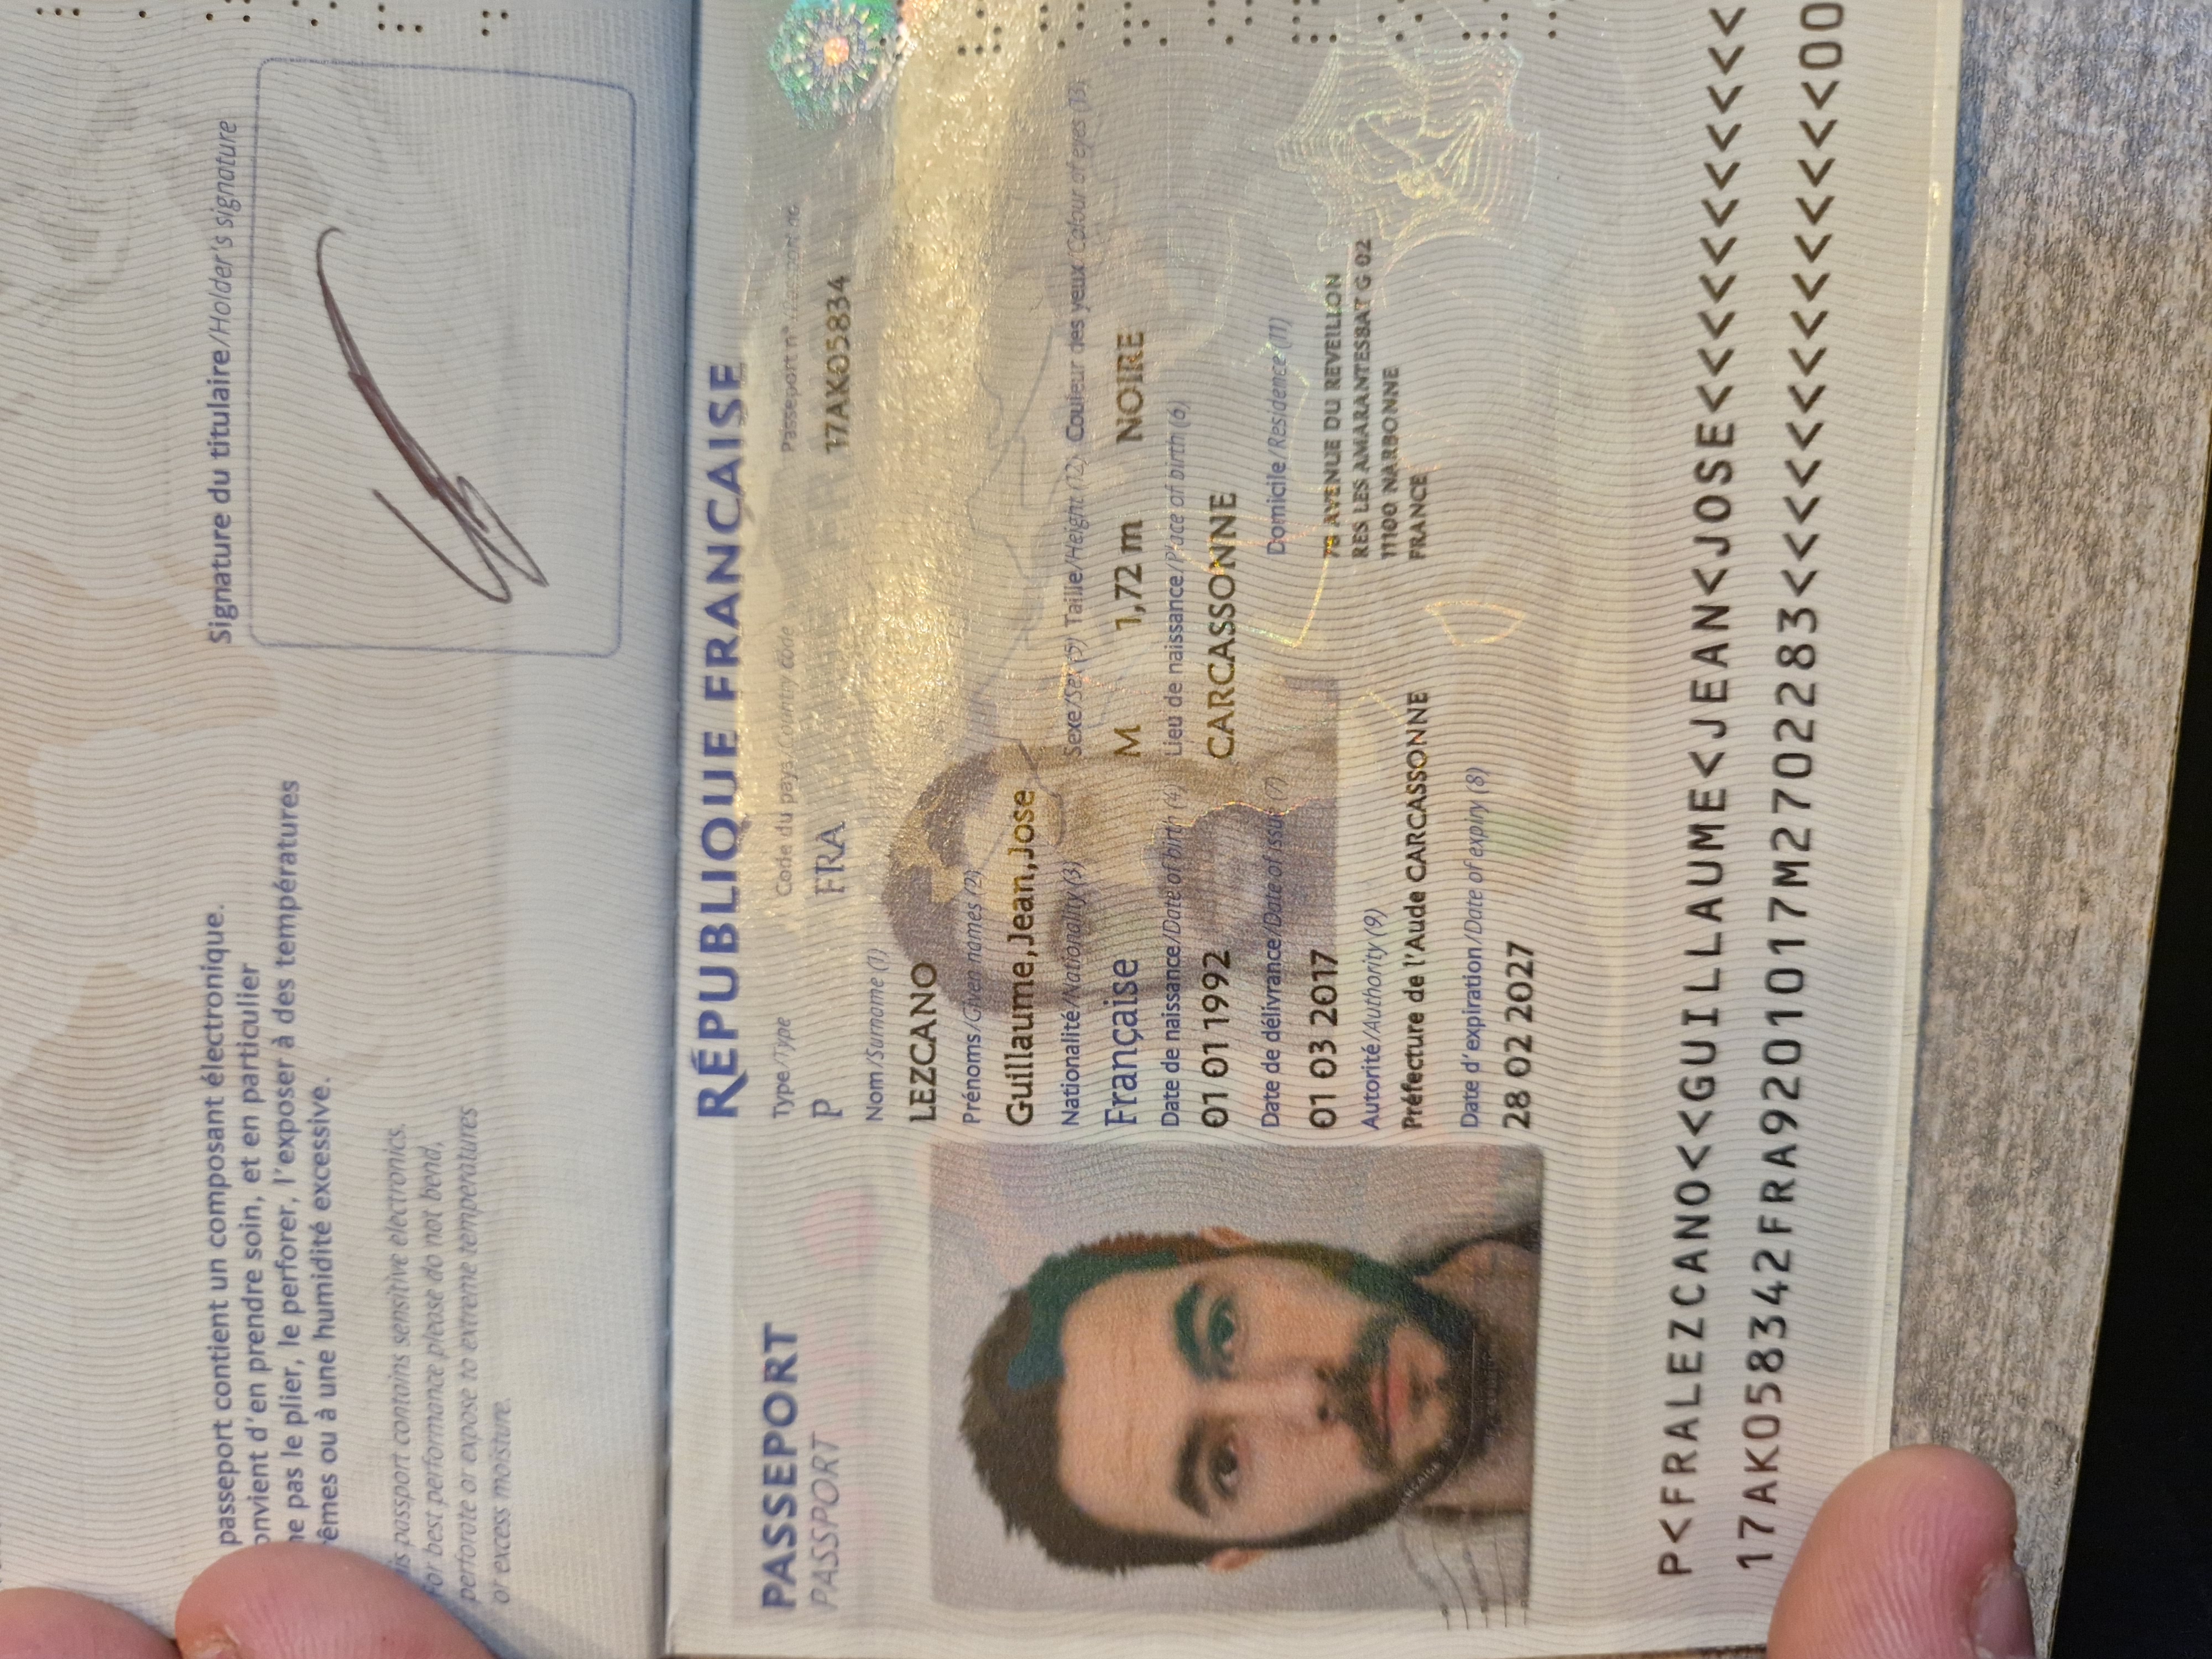 passeport contient un composant électronique.
onvient d'en prendre soin, et en particulier
ne pas le plier, le perforer, l'exposer à des températures
êmes ou à une humidité excessive.
is passport contains sensitive electronics.
For best performance please do not bend,
perforate or expose to extreme temperatures
or excess moisture.
Signature du titulaire/Holder's signature
RÉPUBLIQUE FRANÇAISE
PASSEPORT
PASSPORT
Type/Type
Code du pays/Country code
Passeport n°/Passport no
P
FRA
17AK05834
Nom/Surname (1)
LEZCANO
Prénoms/Given names (2)
Guillaume,Jean,Jose
Nationalité/Nationality (3)
Sexe/Sex (5)
Taille/Height (12)
Couleur des yeux/Colour of eyes (13)
Française
M
1,72 m
NOIRE
Date de naissance/Date of birth (4)
Lieu de naissance/Place of birth (6)
01 01 1992
CARCASSONNE
Date de délivrance/Date of issue (7)
Domicile/Residence (11)
01 03 2017
78 AVENUE DU REVEILLON
RES LES AMARANTESBAT G 02
11100 NARBONNE
FRANCE
Autorité/Authority (9)
Préfecture de l'Aude CARCASSONNE
Date d'expiration/Date of expiry (8)
28 02 2027
P<FRALEZCANO<<GUILLAUME<JEAN<JOSE<<<<<<<<<<<
17AK058342FRA9201017M2702283<<<<<<<<<<<<<<00